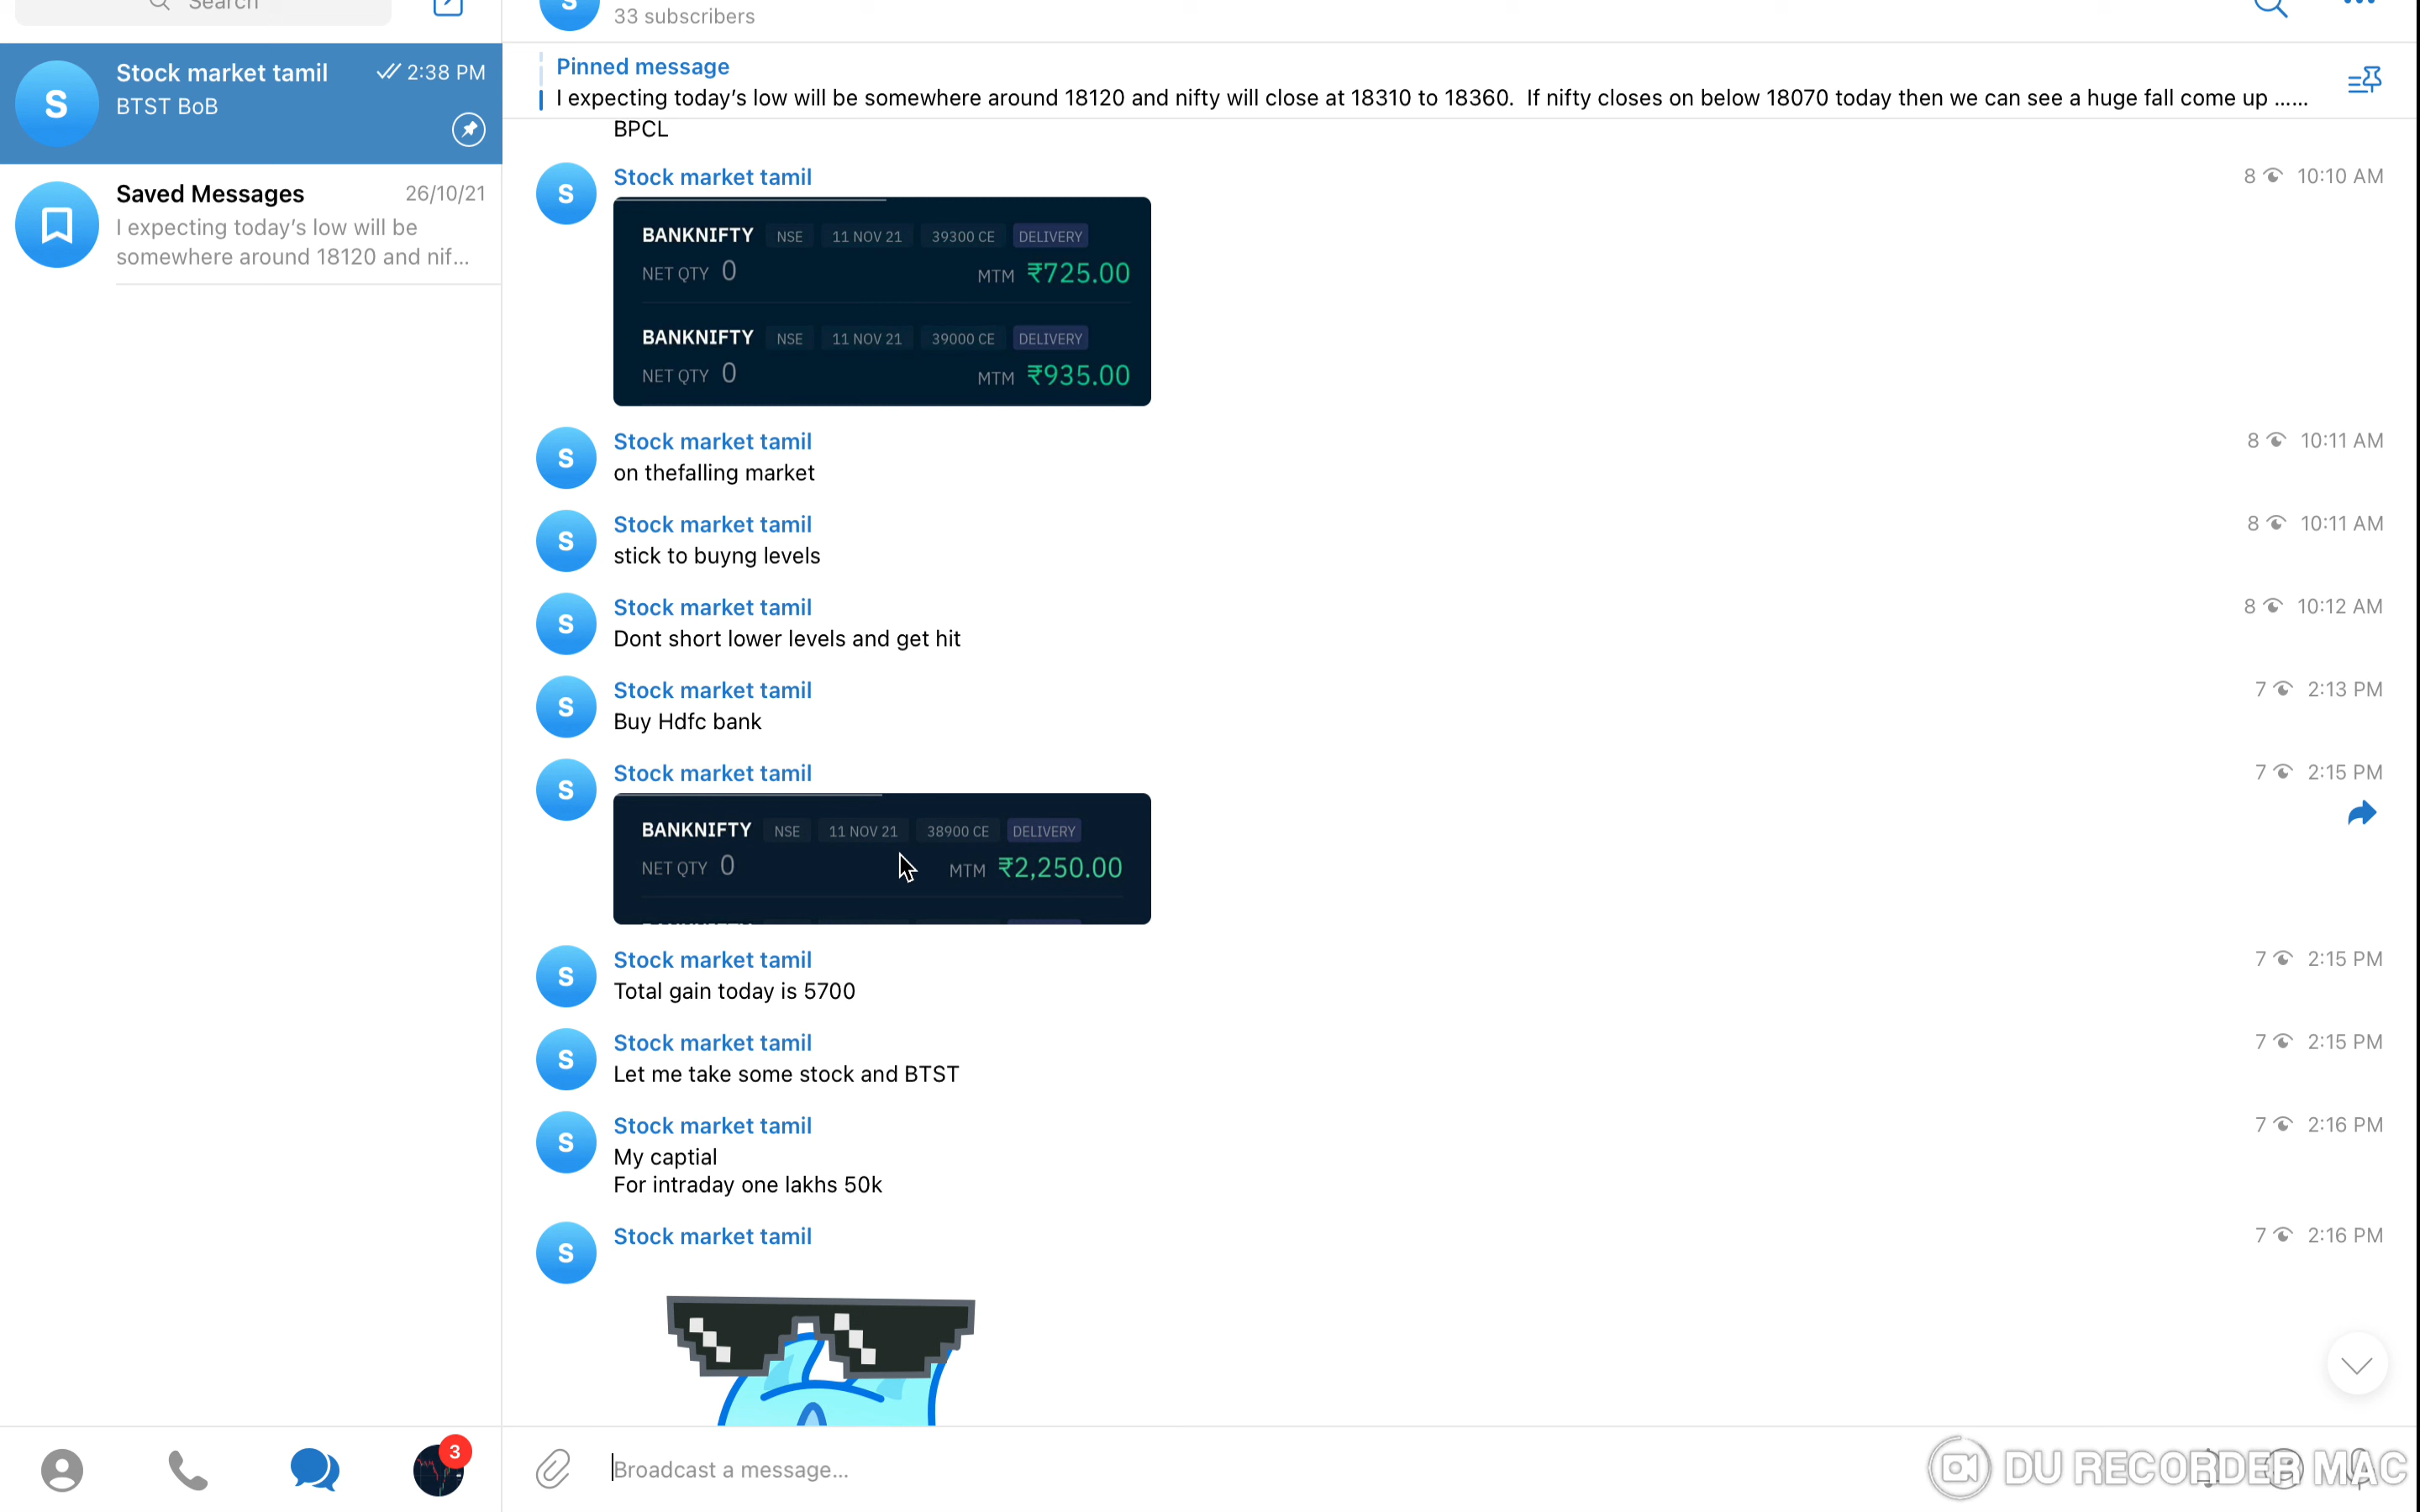 Search
33 subscribers
S
Stock market tamil
2:38 PM
BTST BoB
Saved Messages
26/10/21
I expecting today's low will be
somewhere around 18120 and nif...
Pinned message
I expecting today's low will be somewhere around 18120 and nifty will close at 18310 to 18360.  If nifty closes on below 18070 today then we can see a huge fall come up ......
BPCL
S
Stock market tamil
8 10:10 AM
BANKNIFTY NSE 11 NOV 21 39300 CE DELIVERY
NET QTY 0 MTM ₹725.00
BANKNIFTY NSE 11 NOV 21 39000 CE DELIVERY
NET QTY 0 MTM ₹935.00
S
Stock market tamil
8 10:11 AM
on thefalling market
S
Stock market tamil
8 10:11 AM
stick to buyng levels
S
Stock market tamil
8 10:12 AM
Dont short lower levels and get hit
S
Stock market tamil
7 2:13 PM
Buy Hdfc bank
S
Stock market tamil
7 2:15 PM
BANKNIFTY NSE 11 NOV 21 38900 CE DELIVERY
NET QTY 0 MTM ₹2,250.00
S
Stock market tamil
7 2:15 PM
Total gain today is 5700
S
Stock market tamil
7 2:15 PM
Let me take some stock and BTST
S
Stock market tamil
7 2:16 PM
My captial
For intraday one lakhs 50k
S
Stock market tamil
7 2:16 PM
3
Broadcast a message...
DU RECORDER MAC